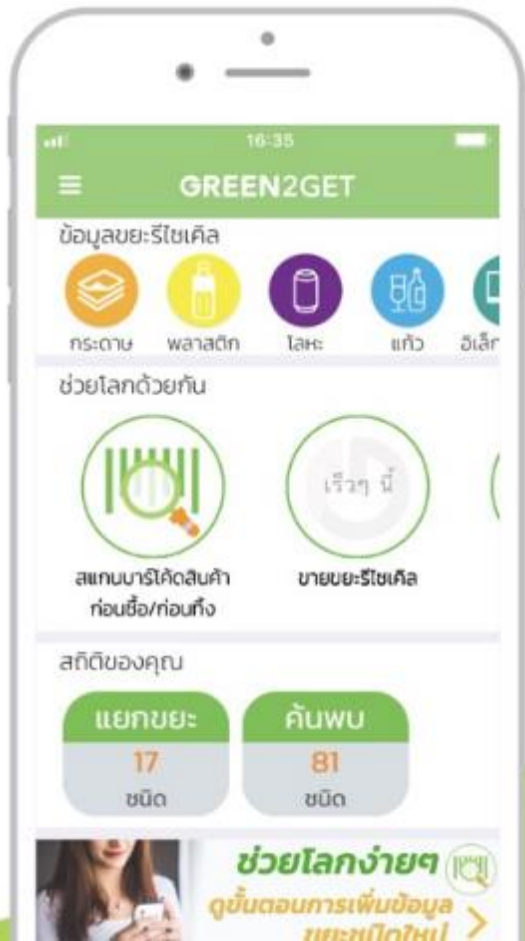 16:35
GREEN2GET
ข้อมูลขยะรีไซเคิล
กระดาษ พลาสติก โลหะ แก้ว อิเล็ก
ช่วยโลกด้วยกัน
เร็วๆ นี้
สแกนบาร์โค้ดสินค้า
ก่อนซื้อ/ก่อนทิ้ง
ขายขยะรีไซเคิล
สถิติของคุณ
แยกขยะ
17
ชนิด
ค้นพบ
81
ชนิด
ช่วยโลกง่ายๆ
ดูขั้นตอนการเพิ่มข้อมูล
ขยะชนิดใหม่